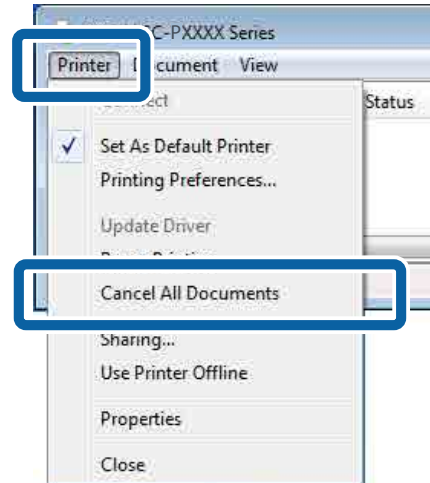 C-PXXXX Series
Printer Document View
Status
Set As Default Printer
Printing Preferences...
Update Driver
Cancel All Documents
Sharing...
Use Printer Offline
Properties
Close